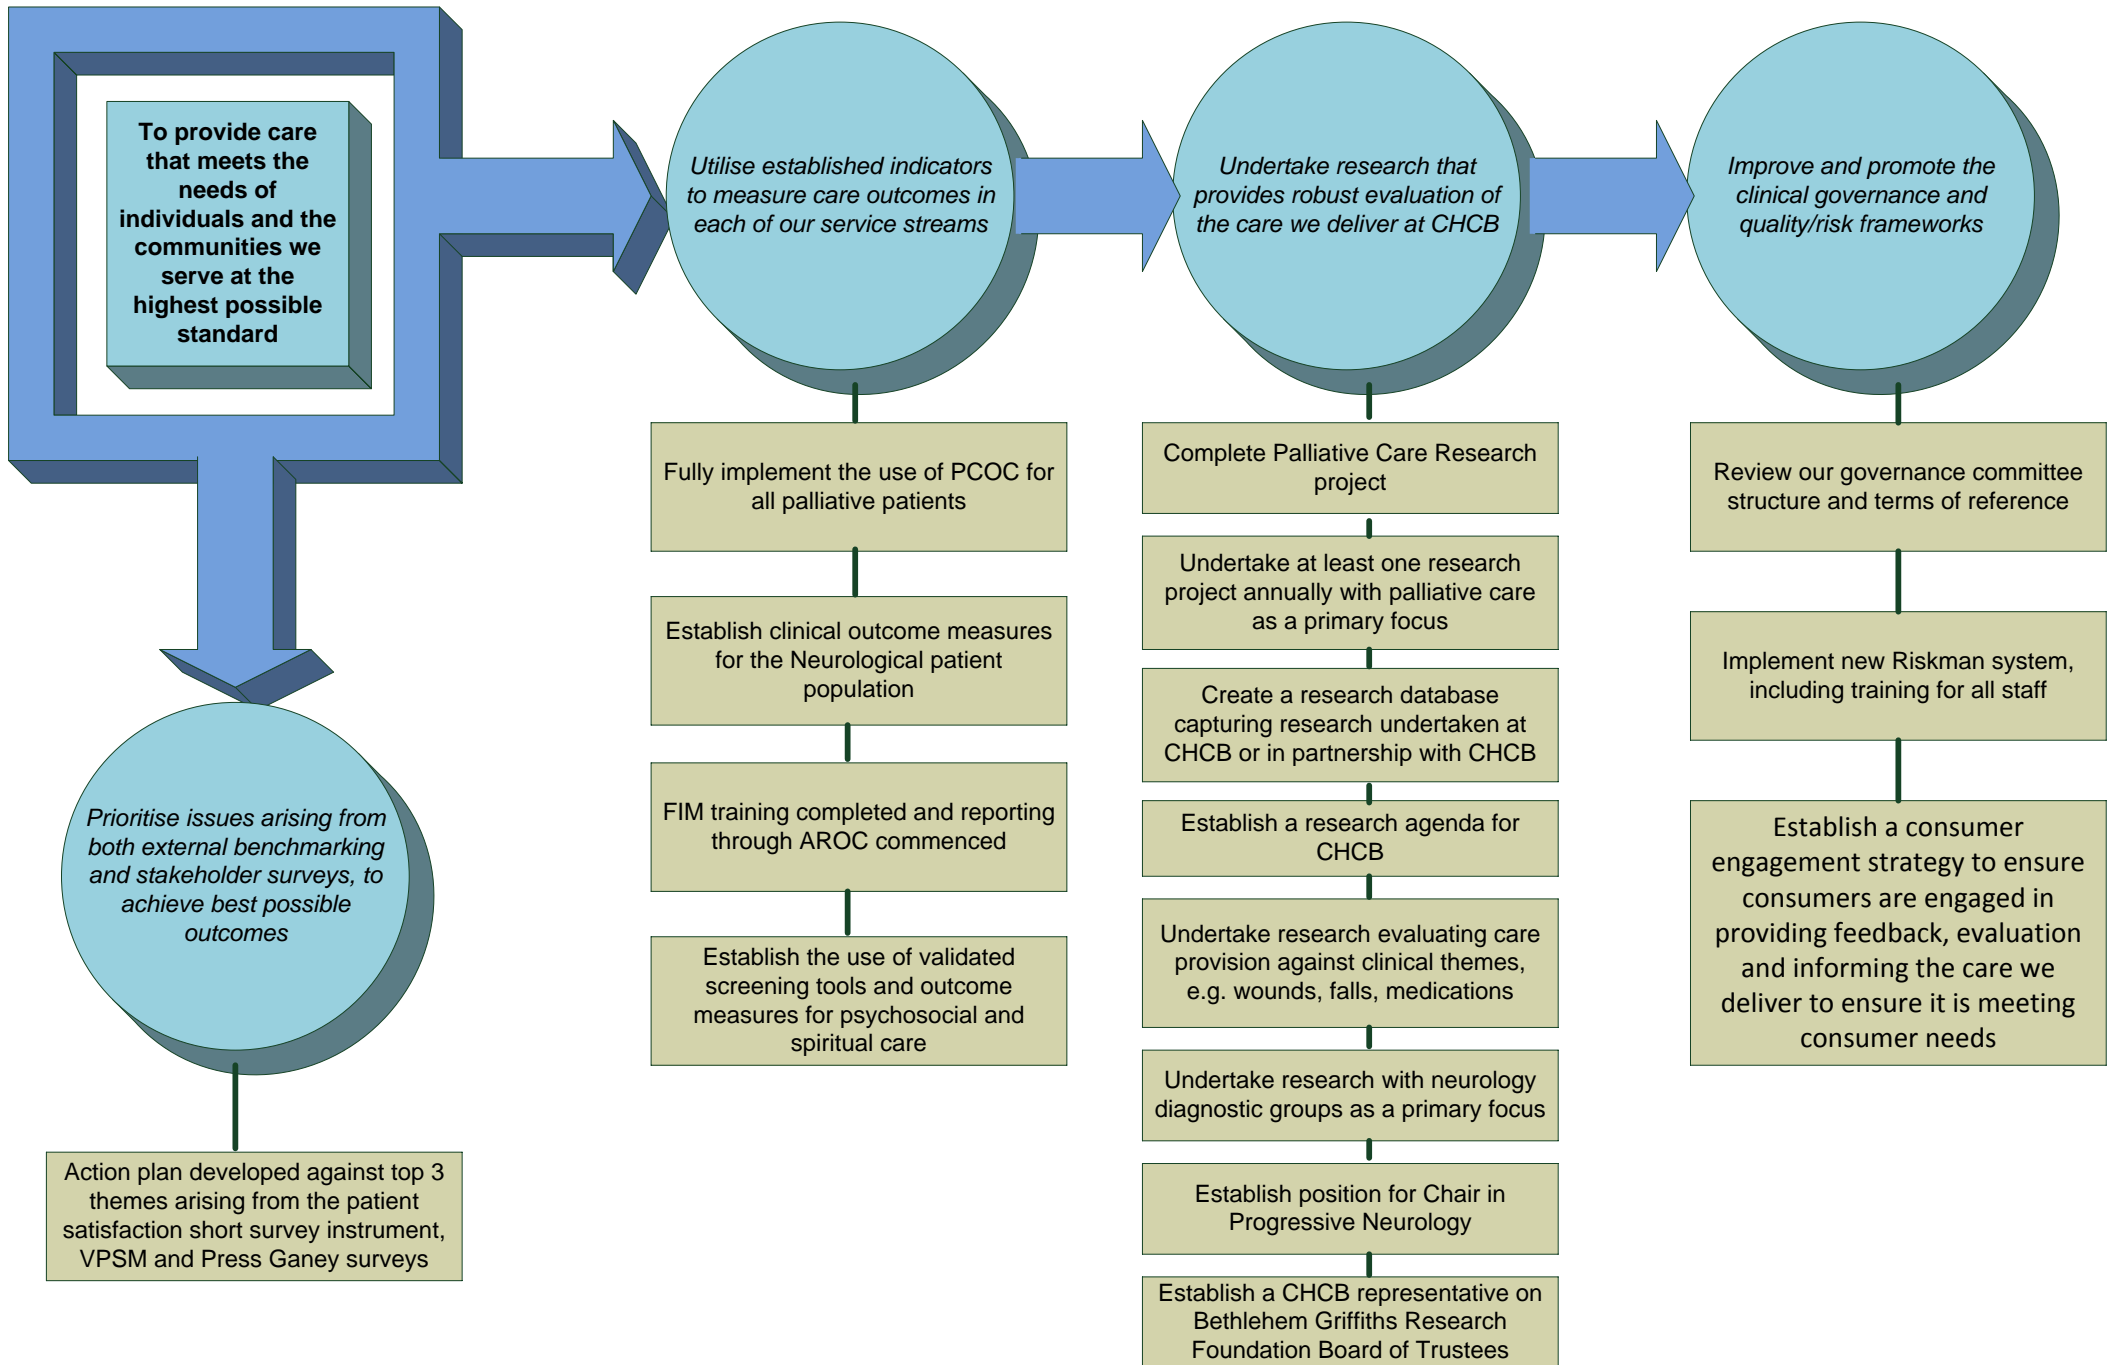 To provide care
that meets the
needs of
individuals and the
communities we
serve at the
highest possible
standard
Utilise established indicators
to measure care outcomes in
each of our service streams
Undertake research that
provides robust evaluation of
the care we deliver at CHCB
Improve and promote the
clinical governance and
quality/risk frameworks
Prioritise issues arising from
both external benchmarking
and stakeholder surveys, to
achieve best possible
outcomes
Action plan developed against top 3
themes arising from the patient
satisfaction short survey instrument,
VPSM and Press Ganey surveys
Fully implement the use of PCOC for
all palliative patients
Establish clinical outcome measures
for the Neurological patient
population
FIM training completed and reporting
through AROC commenced
Establish the use of validated
screening tools and outcome
measures for psychosocial and
spiritual care
Complete Palliative Care Research
project
Undertake at least one research
project annually with palliative care
as a primary focus
Create a research database
capturing research undertaken at
CHCB or in partnership with CHCB
Establish a research agenda for
CHCB
Undertake research evaluating care
provision against clinical themes,
e.g. wounds, falls, medications
Undertake research with neurology
diagnostic groups as a primary focus
Establish position for Chair in
Progressive Neurology
Establish a CHCB representative on
Bethlehem Griffiths Research
Foundation Board of Trustees
Review our governance committee
structure and terms of reference
Implement new Riskman system,
including training for all staff
Establish a consumer
engagement strategy to ensure
consumers are engaged in
providing feedback, evaluation
and informing the care we
deliver to ensure it is meeting
consumer needs